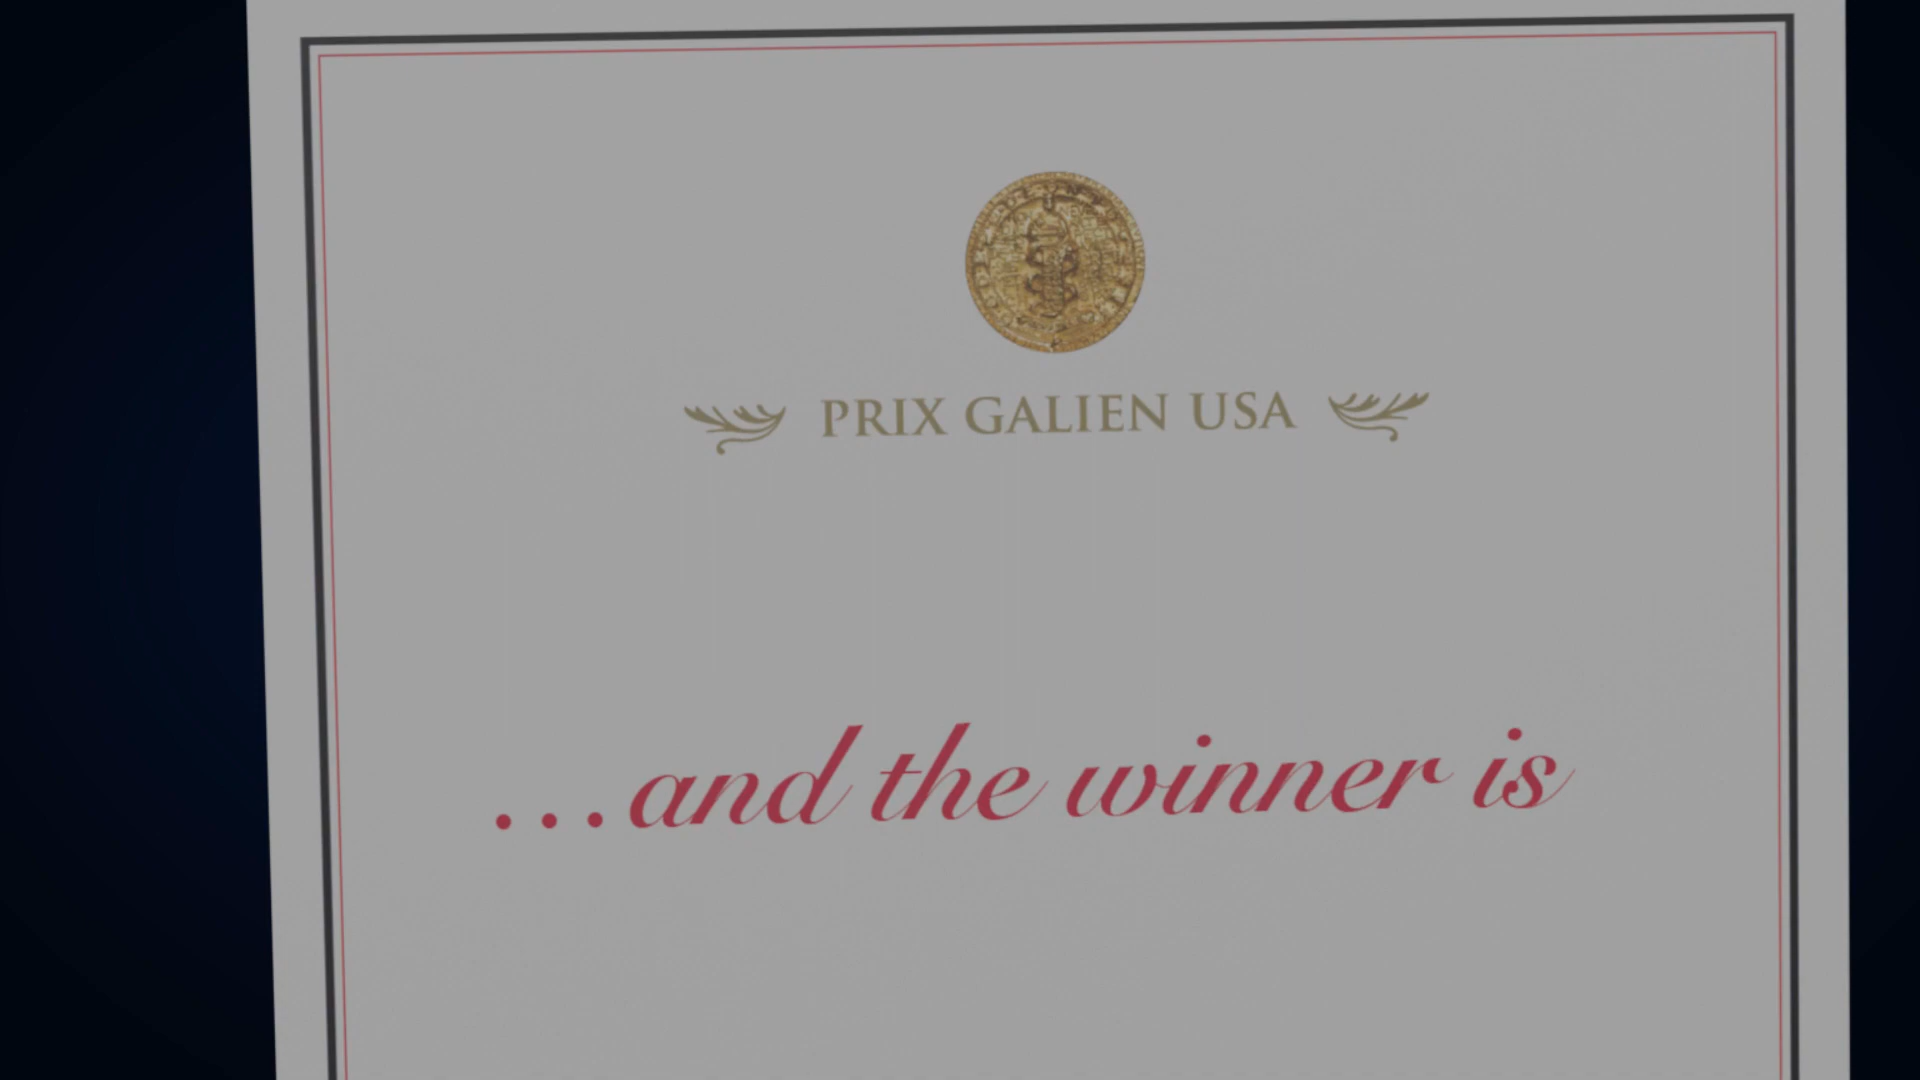 PRIX GALIEN USA
...and the winner is